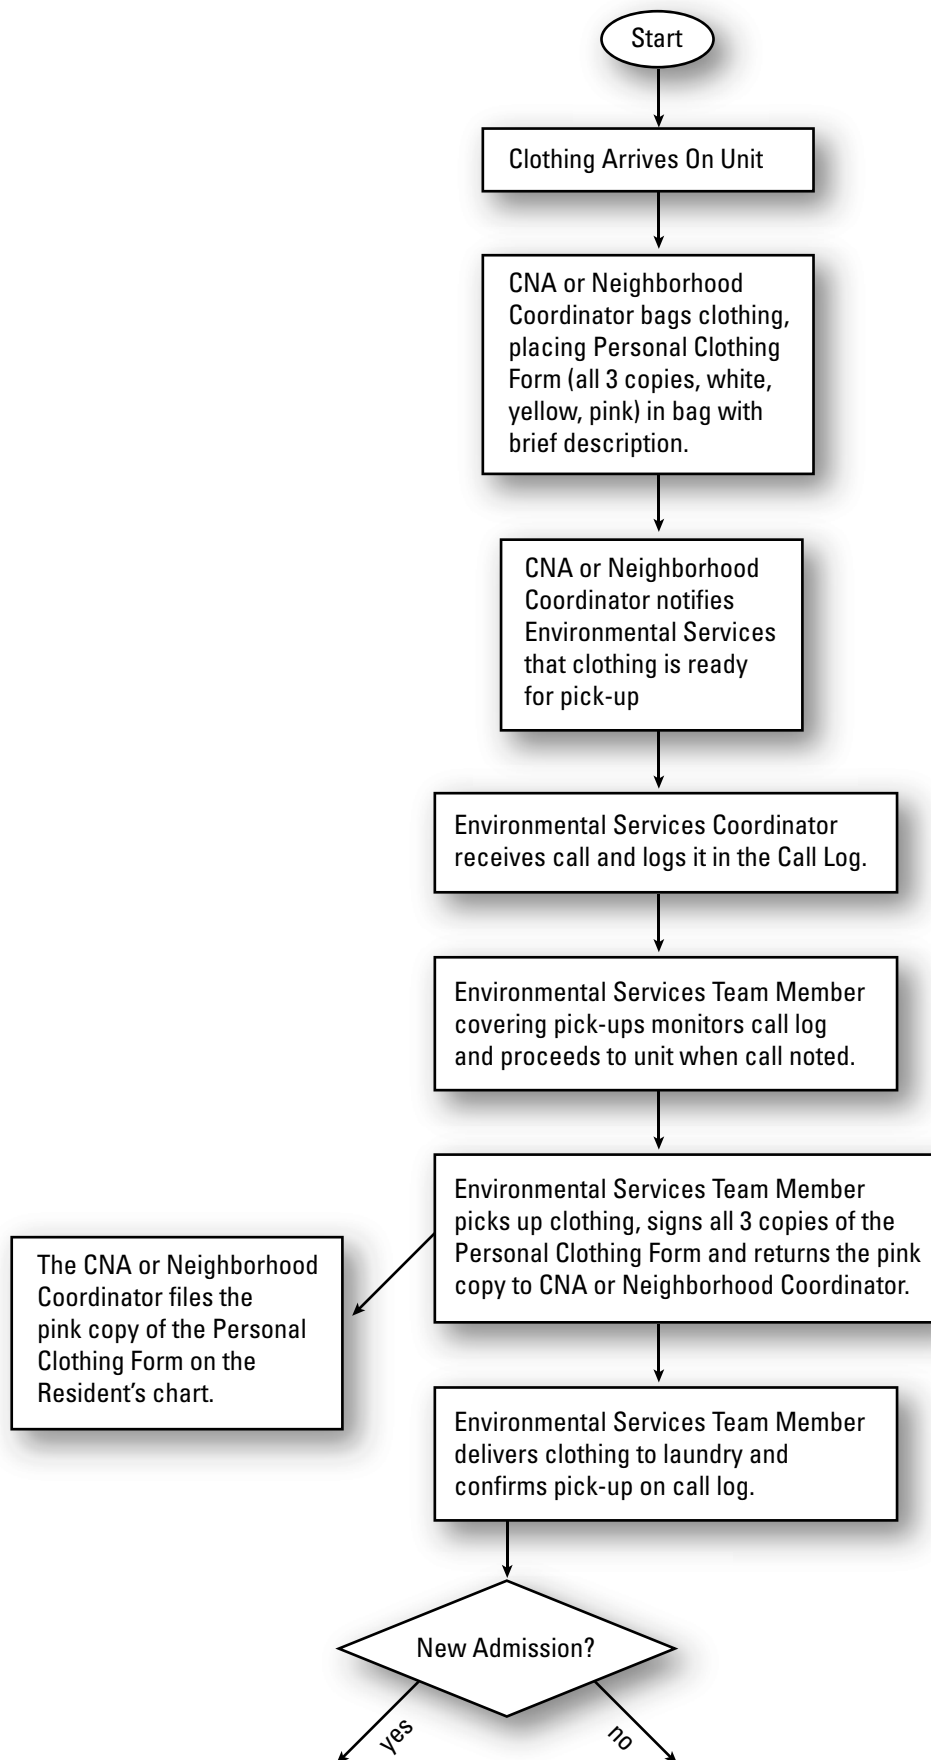 Start
Clothing Arrives On Unit
CNA or Neighborhood
Coordinator bags clothing,
placing Personal Clothing
Form (all 3 copies, white,
yellow, pink) in bag with
brief description.
CNA or Neighborhood
Coordinator notifies
Environmental Services
that clothing is ready
for pick-up
Environmental Services Coordinator
receives call and logs it in the Call Log.
Environmental Services Team Member
covering pick-ups monitors call log
and proceeds to unit when call noted.
Environmental Services Team Member
picks up clothing, signs all 3 copies of the
Personal Clothing Form and returns the pink
copy to CNA or Neighborhood Coordinator.
The CNA or Neighborhood
Coordinator files the
pink copy of the Personal
Clothing Form on the
Resident's chart.
Environmental Services Team Member
delivers clothing to laundry and
confirms pick-up on call log.
New Admission?
yes
no